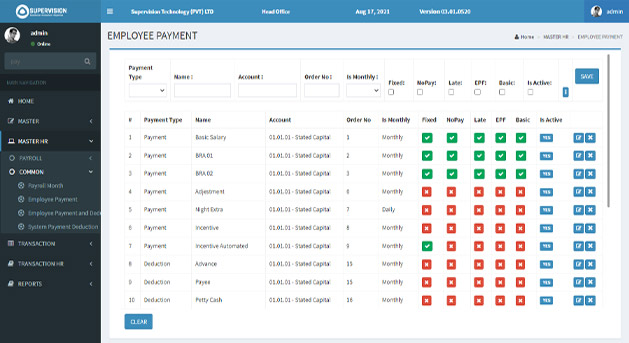 SUPERVISION
Supervision Technology (PVT) LTD Head Office Aug 17, 2021 Version 03.01.0520 admin
admin
Online
EMPLOYEE PAYMENT
Home > MASTER HR > EMPLOYEE PAYMENT
MAIN NAVIGATION
HOME
MASTER
MASTER HR
PAYROLL
COMMON
Payroll Month
Employee Payment
Employee Payment and Dedu
System Payment Deduction
TRANSACTION
TRANSACTION HR
REPORTS
Payment Type Name : Account : Order No : Is Monthly : Fixed: NoPay: Late: EPF: Basic: Is Active: SAVE
# Payment Type Name Account Order No Is Monthly Fixed NoPay Late EPF Basic Is Active
1 Payment Basic Salary 01.01.01 - Stated Capital 1 Monthly YES
2 Payment BRA 01 01.01.01 - Stated Capital 2 Monthly YES
3 Payment BRA 02 01.01.01 - Stated Capital 3 Monthly YES
4 Payment Adjestment 01.01.01 - Stated Capital 6 Monthly YES
5 Payment Night Extra 01.01.01 - Stated Capital 7 Daily YES
6 Payment Incentive 01.01.01 - Stated Capital 8 Monthly YES
7 Payment Incentive Automated 01.01.01 - Stated Capital 9 Monthly YES
8 Deduction Advance 01.01.01 - Stated Capital 15 Monthly YES
9 Deduction Payee 01.01.01 - Stated Capital 15 Monthly YES
10 Deduction Petty Cash 01.01.01 - Stated Capital 16 Monthly YES
CLEAR